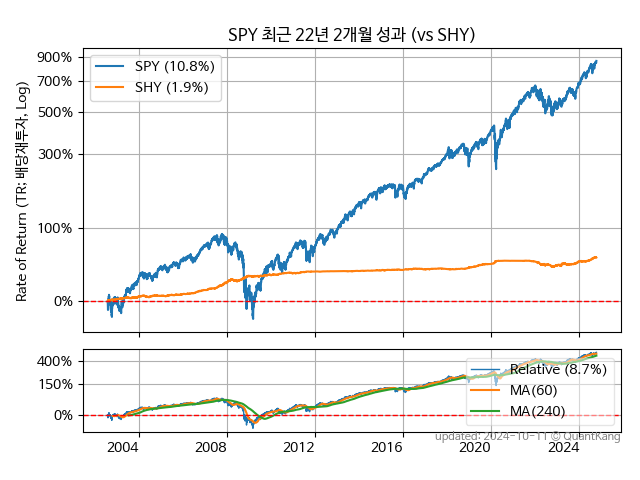 SPY 최근 22년 2개월 성과 (vs SHY)
900%
700%
500%
300%
100%
0%
Rate of Return (TR; 배당재투자, Log)
SPY (10.8%)
SHY (1.9%)
400%
150%
0%
Relative (8.7%)
MA(60)
MA(240)
2004
2008
2012
2016
2020
2024
updated: 2024-10-11 © QuantKang